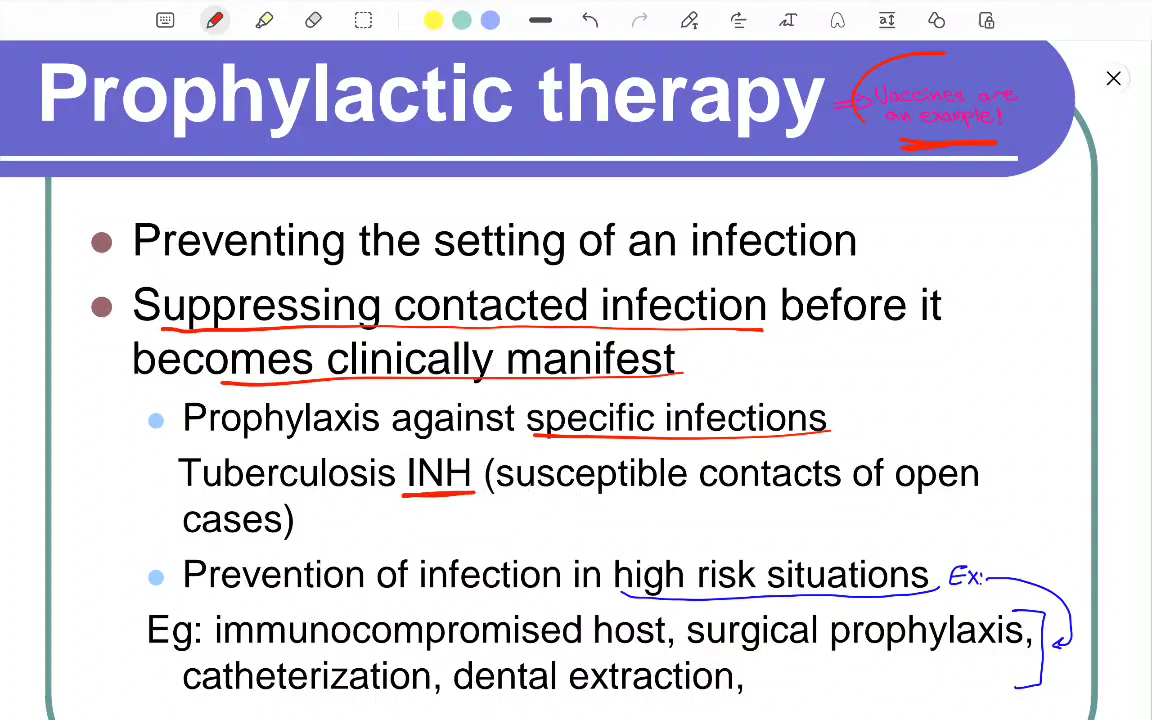 Prophylactic therapy
⇒ Vaccines are
an example!
Preventing the setting of an infection
Suppressing contacted infection before it
becomes clinically manifest
Prophylaxis against specific infections
Tuberculosis INH (susceptible contacts of open
cases)
Prevention of infection in high risk situations Ex:
Eg: immunocompromised host, surgical prophylaxis,
catheterization, dental extraction,